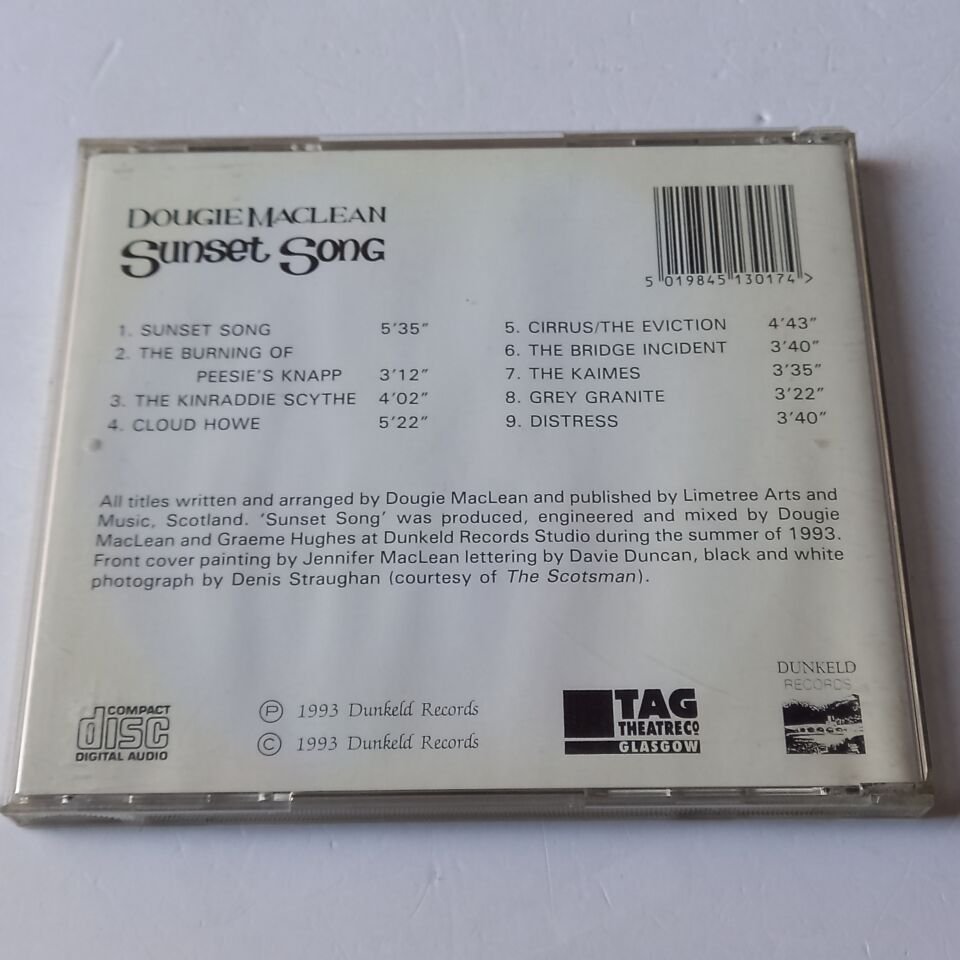 DOUGIE MACLEAN
Sunset Song
5 019845 130174 >
1. SUNSET SONG 5'35"
2. THE BURNING OF
PEESIE'S KNAPP 3'12"
3. THE KINRADDIE SCYTHE 4'02"
4. CLOUD HOWE 5'22"
5. CIRRUS/THE EVICTION 4'43"
6. THE BRIDGE INCIDENT 3'40"
7. THE KAIMES 3'35"
8. GREY GRANITE 3'22"
9. DISTRESS 3'40"
All titles written and arranged by Dougie MacLean and published by Limetree Arts and
Music, Scotland. 'Sunset Song' was produced, engineered and mixed by Dougie
MacLean and Graeme Hughes at Dunkeld Records Studio during the summer of 1993.
Front cover painting by Jennifer MacLean lettering by Davie Duncan, black and white
photograph by Denis Straughan (courtesy of The Scotsman).
COMPACT
disc
DIGITAL AUDIO
Ⓟ 1993 Dunkeld Records
© 1993 Dunkeld Records
TAG
THEATRE CO
GLASGOW
DUNKELD
RECORDS